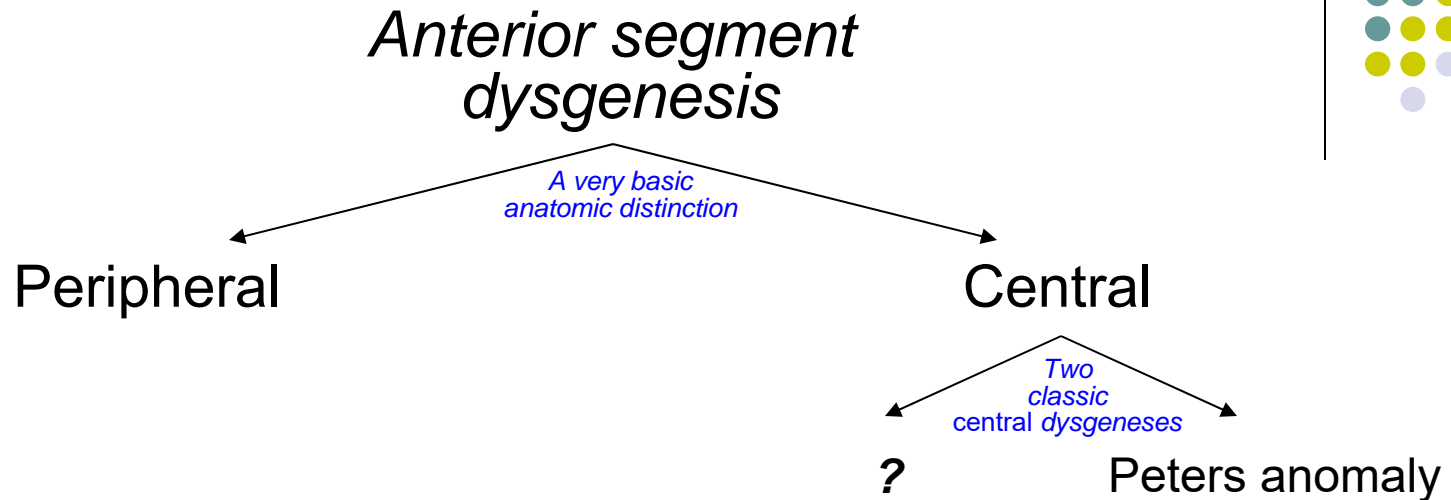 Anterior segment
dysgenesis
A very basic
anatomic distinction
Peripheral
Central
Two
classic
central dysgeneses
?
Peters anomaly